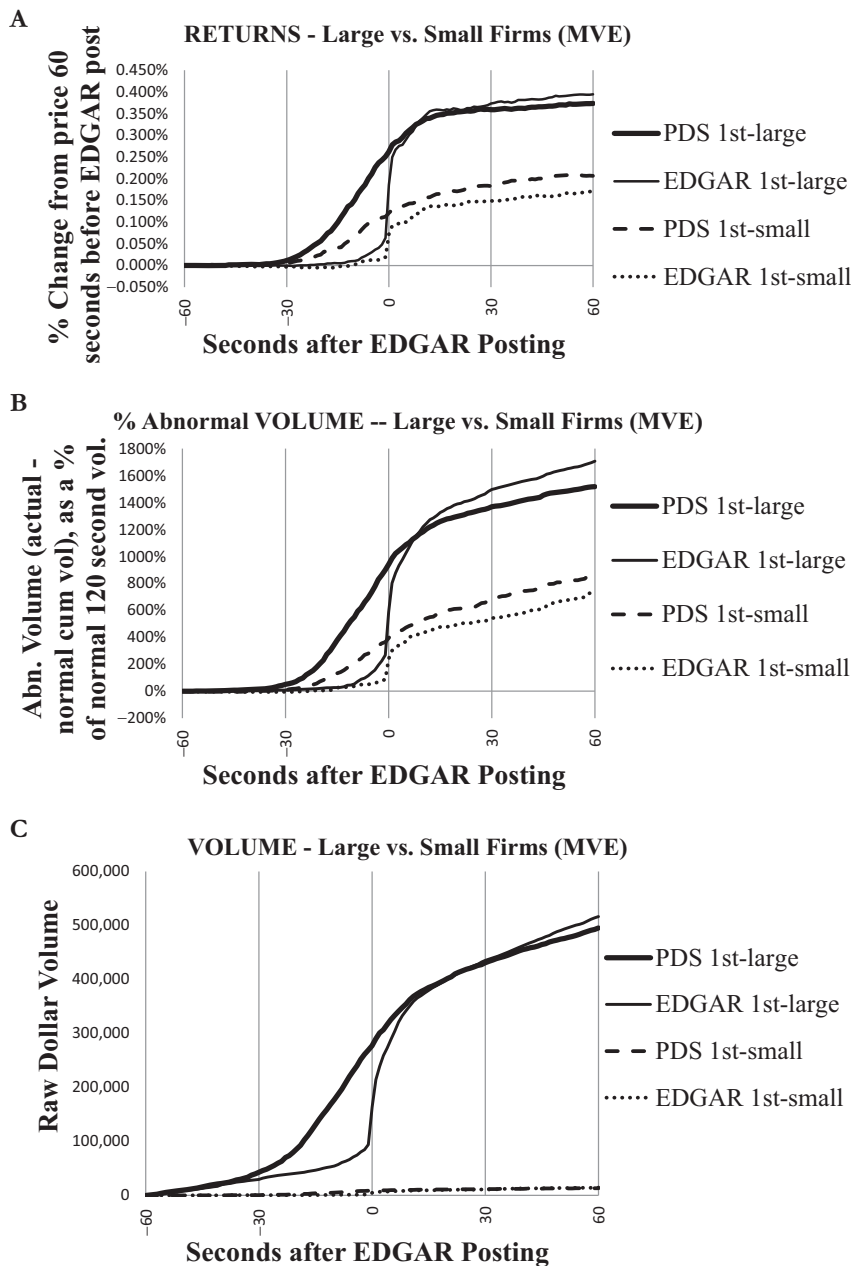 A
RETURNS - Large vs. Small Firms (MVE)
% Change from price 60
seconds before EDGAR post
0.450%
0.400%
0.350%
0.300%
0.250%
0.200%
0.150%
0.100%
0.050%
0.000%
−0.050%
−60
−30
0
30
60
Seconds after EDGAR Posting
PDS 1st-large
EDGAR 1st-large
PDS 1st-small
EDGAR 1st-small
B
% Abnormal VOLUME -- Large vs. Small Firms (MVE)
Abn. Volume (actual -
normal cum vol), as a %
of normal 120 second vol.
1800%
1600%
1400%
1200%
1000%
800%
600%
400%
200%
0%
−200%
−60
−30
0
30
60
Seconds after EDGAR Posting
PDS 1st-large
EDGAR 1st-large
PDS 1st-small
EDGAR 1st-small
C
VOLUME - Large vs. Small Firms (MVE)
Raw Dollar Volume
600,000
500,000
400,000
300,000
200,000
100,000
0
−60
−30
0
30
60
Seconds after EDGAR Posting
PDS 1st-large
EDGAR 1st-large
PDS 1st-small
EDGAR 1st-small